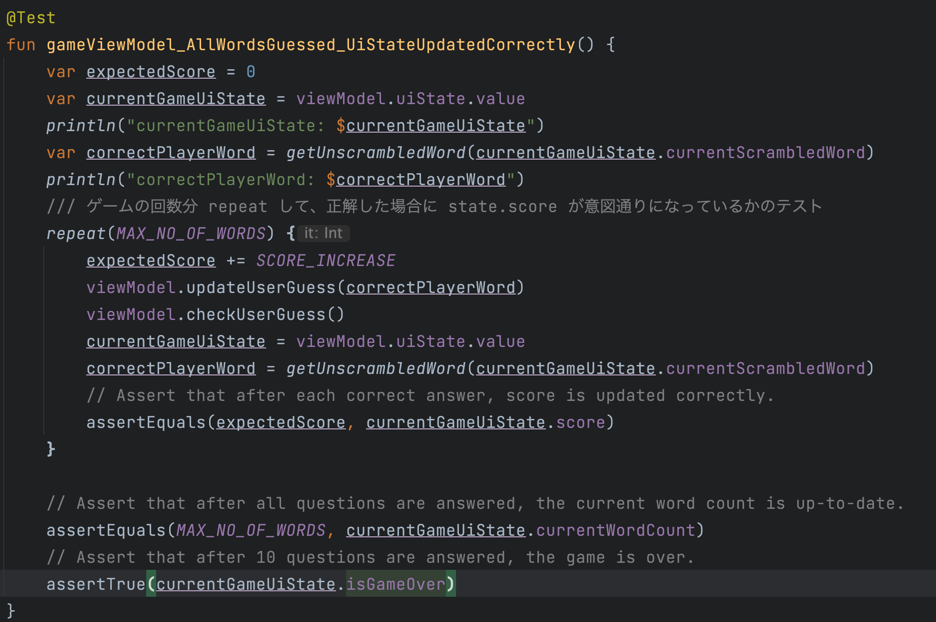 @Test
fun gameViewModel_AllWordsGuessed_UiStateUpdatedCorrectly() {
var expectedScore = 0
var currentGameUiState = viewModel.uiState.value
println("currentGameUiState: $currentGameUiState")
var correctPlayerWord = getUnscrambledWord(currentGameUiState.currentScrambledWord)
println("correctPlayerWord: $correctPlayerWord")
/// ゲームの回数分 repeat して、正解した場合に state.score が意図通りになっているかのテスト
repeat(MAX_NO_OF_WORDS) { it: Int
expectedScore += SCORE_INCREASE
viewModel.updateUserGuess(correctPlayerWord)
viewModel.checkUserGuess()
currentGameUiState = viewModel.uiState.value
correctPlayerWord = getUnscrambledWord(currentGameUiState.currentScrambledWord)
// Assert that after each correct answer, score is updated correctly.
assertEquals(expectedScore, currentGameUiState.score)
}
// Assert that after all questions are answered, the current word count is up-to-date.
assertEquals(MAX_NO_OF_WORDS, currentGameUiState.currentWordCount)
// Assert that after 10 questions are answered, the game is over.
assertTrue(currentGameUiState.isGameOver)
}